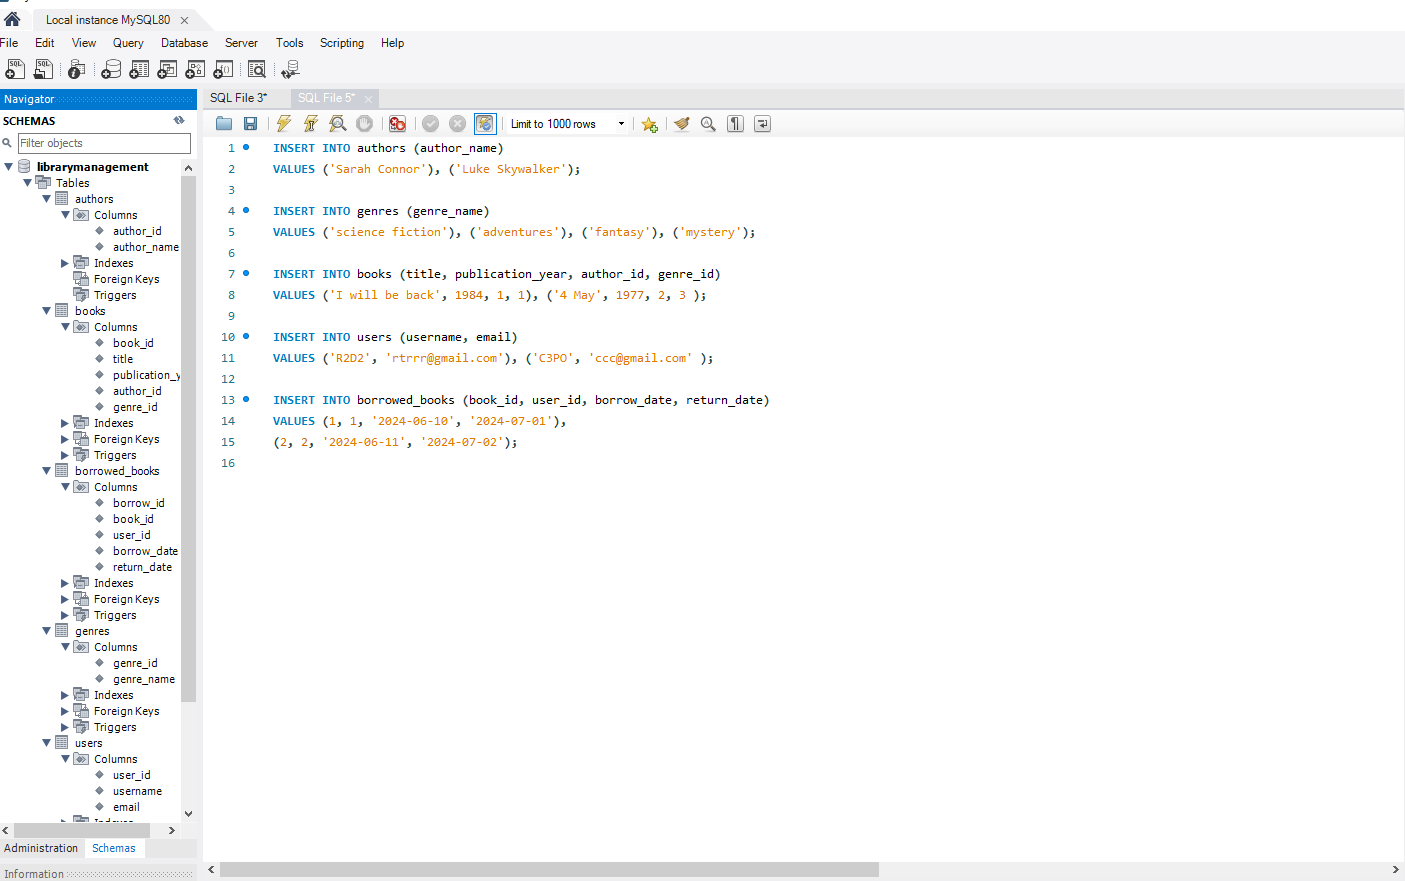 Local instance MySQL80
File Edit View Query Database Server Tools Scripting Help
Navigator
SCHEMAS
Filter objects
librarymanagement
Tables
authors
Columns
author_id
author_name
Indexes
Foreign Keys
Triggers
books
Columns
book_id
title
publication_y
author_id
genre_id
Indexes
Foreign Keys
Triggers
borrowed_books
Columns
borrow_id
book_id
user_id
borrow_date
return_date
Indexes
Foreign Keys
Triggers
genres
Columns
genre_id
genre_name
Indexes
Foreign Keys
Triggers
users
Columns
user_id
username
email
Administration Schemas
Information
SQL File 3* SQL File 5*
Limit to 1000 rows
1 INSERT INTO authors (author_name)
2 VALUES ('Sarah Connor'), ('Luke Skywalker');
3
4 INSERT INTO genres (genre_name)
5 VALUES ('science fiction'), ('adventures'), ('fantasy'), ('mystery');
6
7 INSERT INTO books (title, publication_year, author_id, genre_id)
8 VALUES ('I will be back', 1984, 1, 1), ('4 May', 1977, 2, 3 );
9
10 INSERT INTO users (username, email)
11 VALUES ('R2D2', 'rtrrr@gmail.com'), ('C3PO', 'ccc@gmail.com' );
12
13 INSERT INTO borrowed_books (book_id, user_id, borrow_date, return_date)
14 VALUES (1, 1, '2024-06-10', '2024-07-01'),
15 (2, 2, '2024-06-11', '2024-07-02');
16